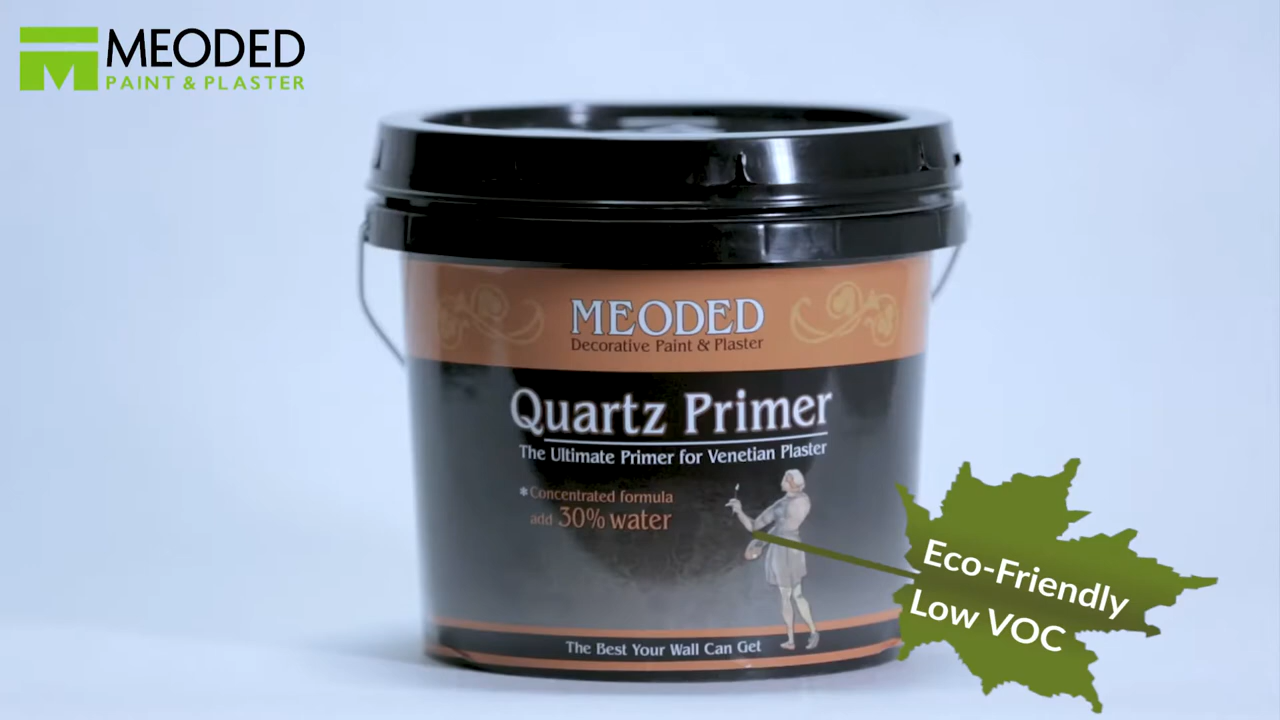 MEODED
PAINT & PLASTER
MEODED
Decorative Paint & Plaster
Quartz Primer
The Ultimate Primer for Venetian Plaster
*Concentrated formula
add 30% water
The Best Your Wall Can Get
Eco-Friendly
Low VOC